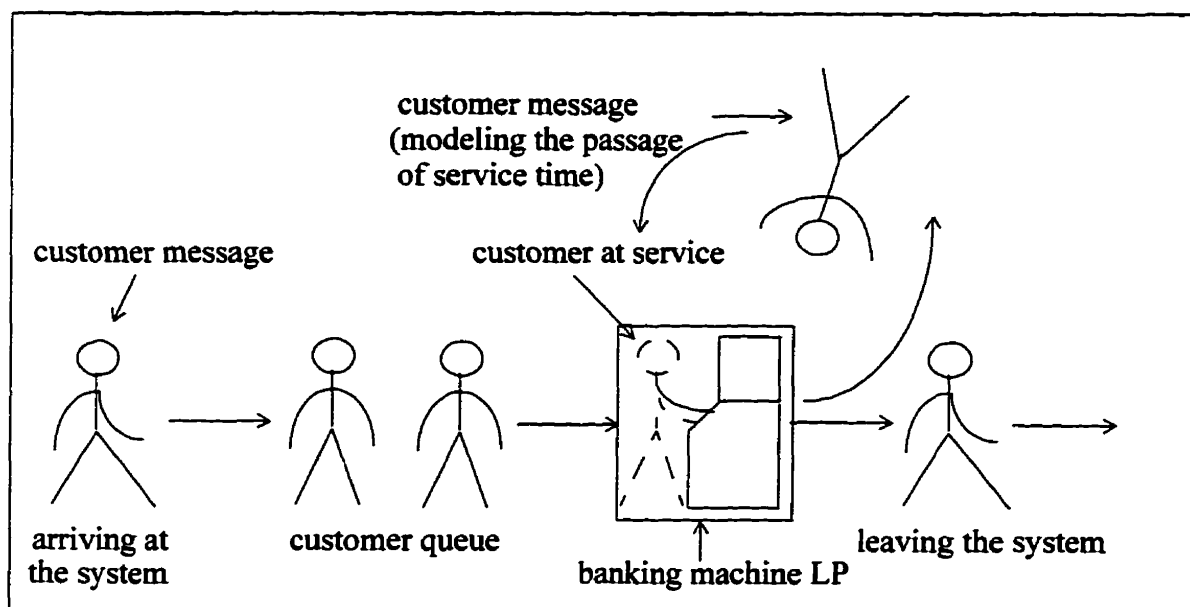 customer message
(modeling the passage
of service time)
customer message
customer at service
arriving at
the system
customer queue
banking machine LP
leaving the system